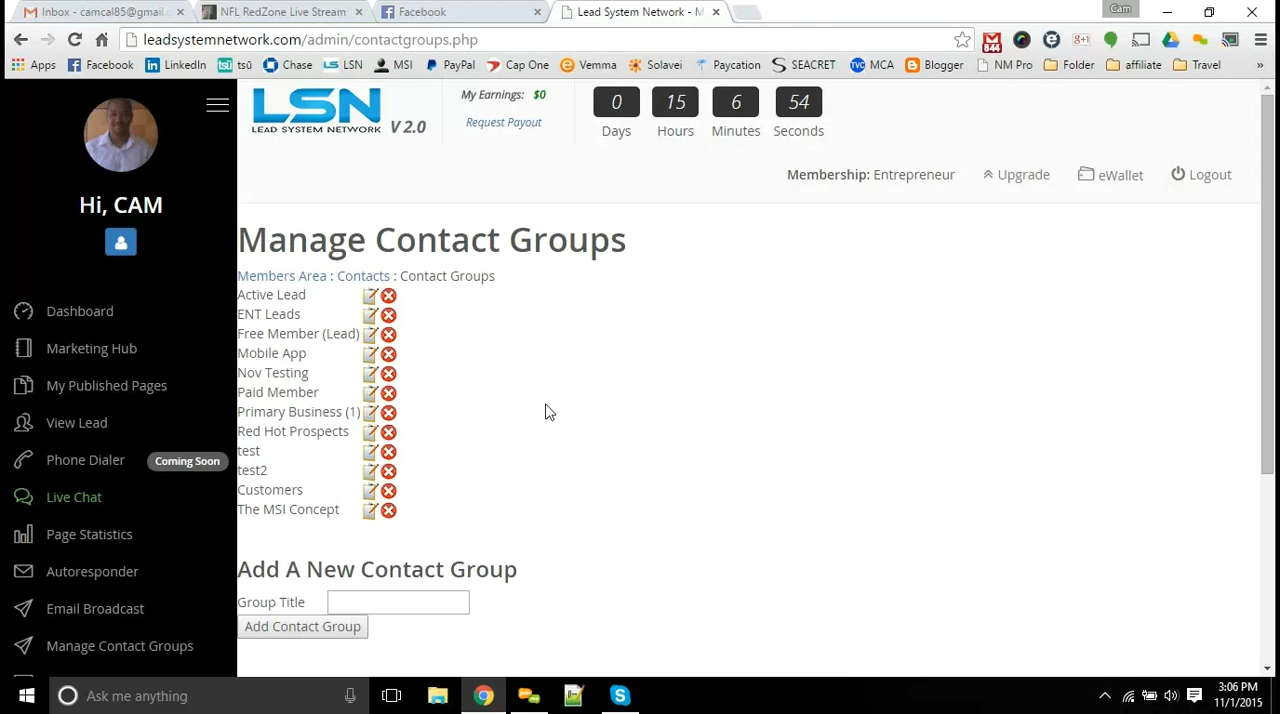 Inbox - camcal85@gmail.
NFL RedZone Live Stream
Facebook
Lead System Network - M
Cam
leadsystemnetwork.com/admin/contactgroups.php
844
Apps
Facebook
LinkedIn
tsū
Chase
LSN
MSI
PayPal
Cap One
Vemma
Solavei
Paycation
SEACRET
TVC MCA
Blogger
NM Pro
Folder
affiliate
Travel
»
LSN
LEAD SYSTEM NETWORK
V 2.0
My Earnings: $0
Request Payout
0 15 6 54
Days Hours Minutes Seconds
Membership: Entrepreneur
Upgrade
eWallet
Logout
Hi, CAM
Dashboard
Marketing Hub
My Published Pages
View Lead
Phone Dialer
Coming Soon
Live Chat
Page Statistics
Autoresponder
Email Broadcast
Manage Contact Groups
Manage Contact Groups
Members Area : Contacts : Contact Groups
Active Lead
ENT Leads
Free Member (Lead)
Mobile App
Nov Testing
Paid Member
Primary Business (1)
Red Hot Prospects
test
test2
Customers
The MSI Concept
Add A New Contact Group
Group Title
Add Contact Group
Ask me anything
3:06 PM
11/1/2015